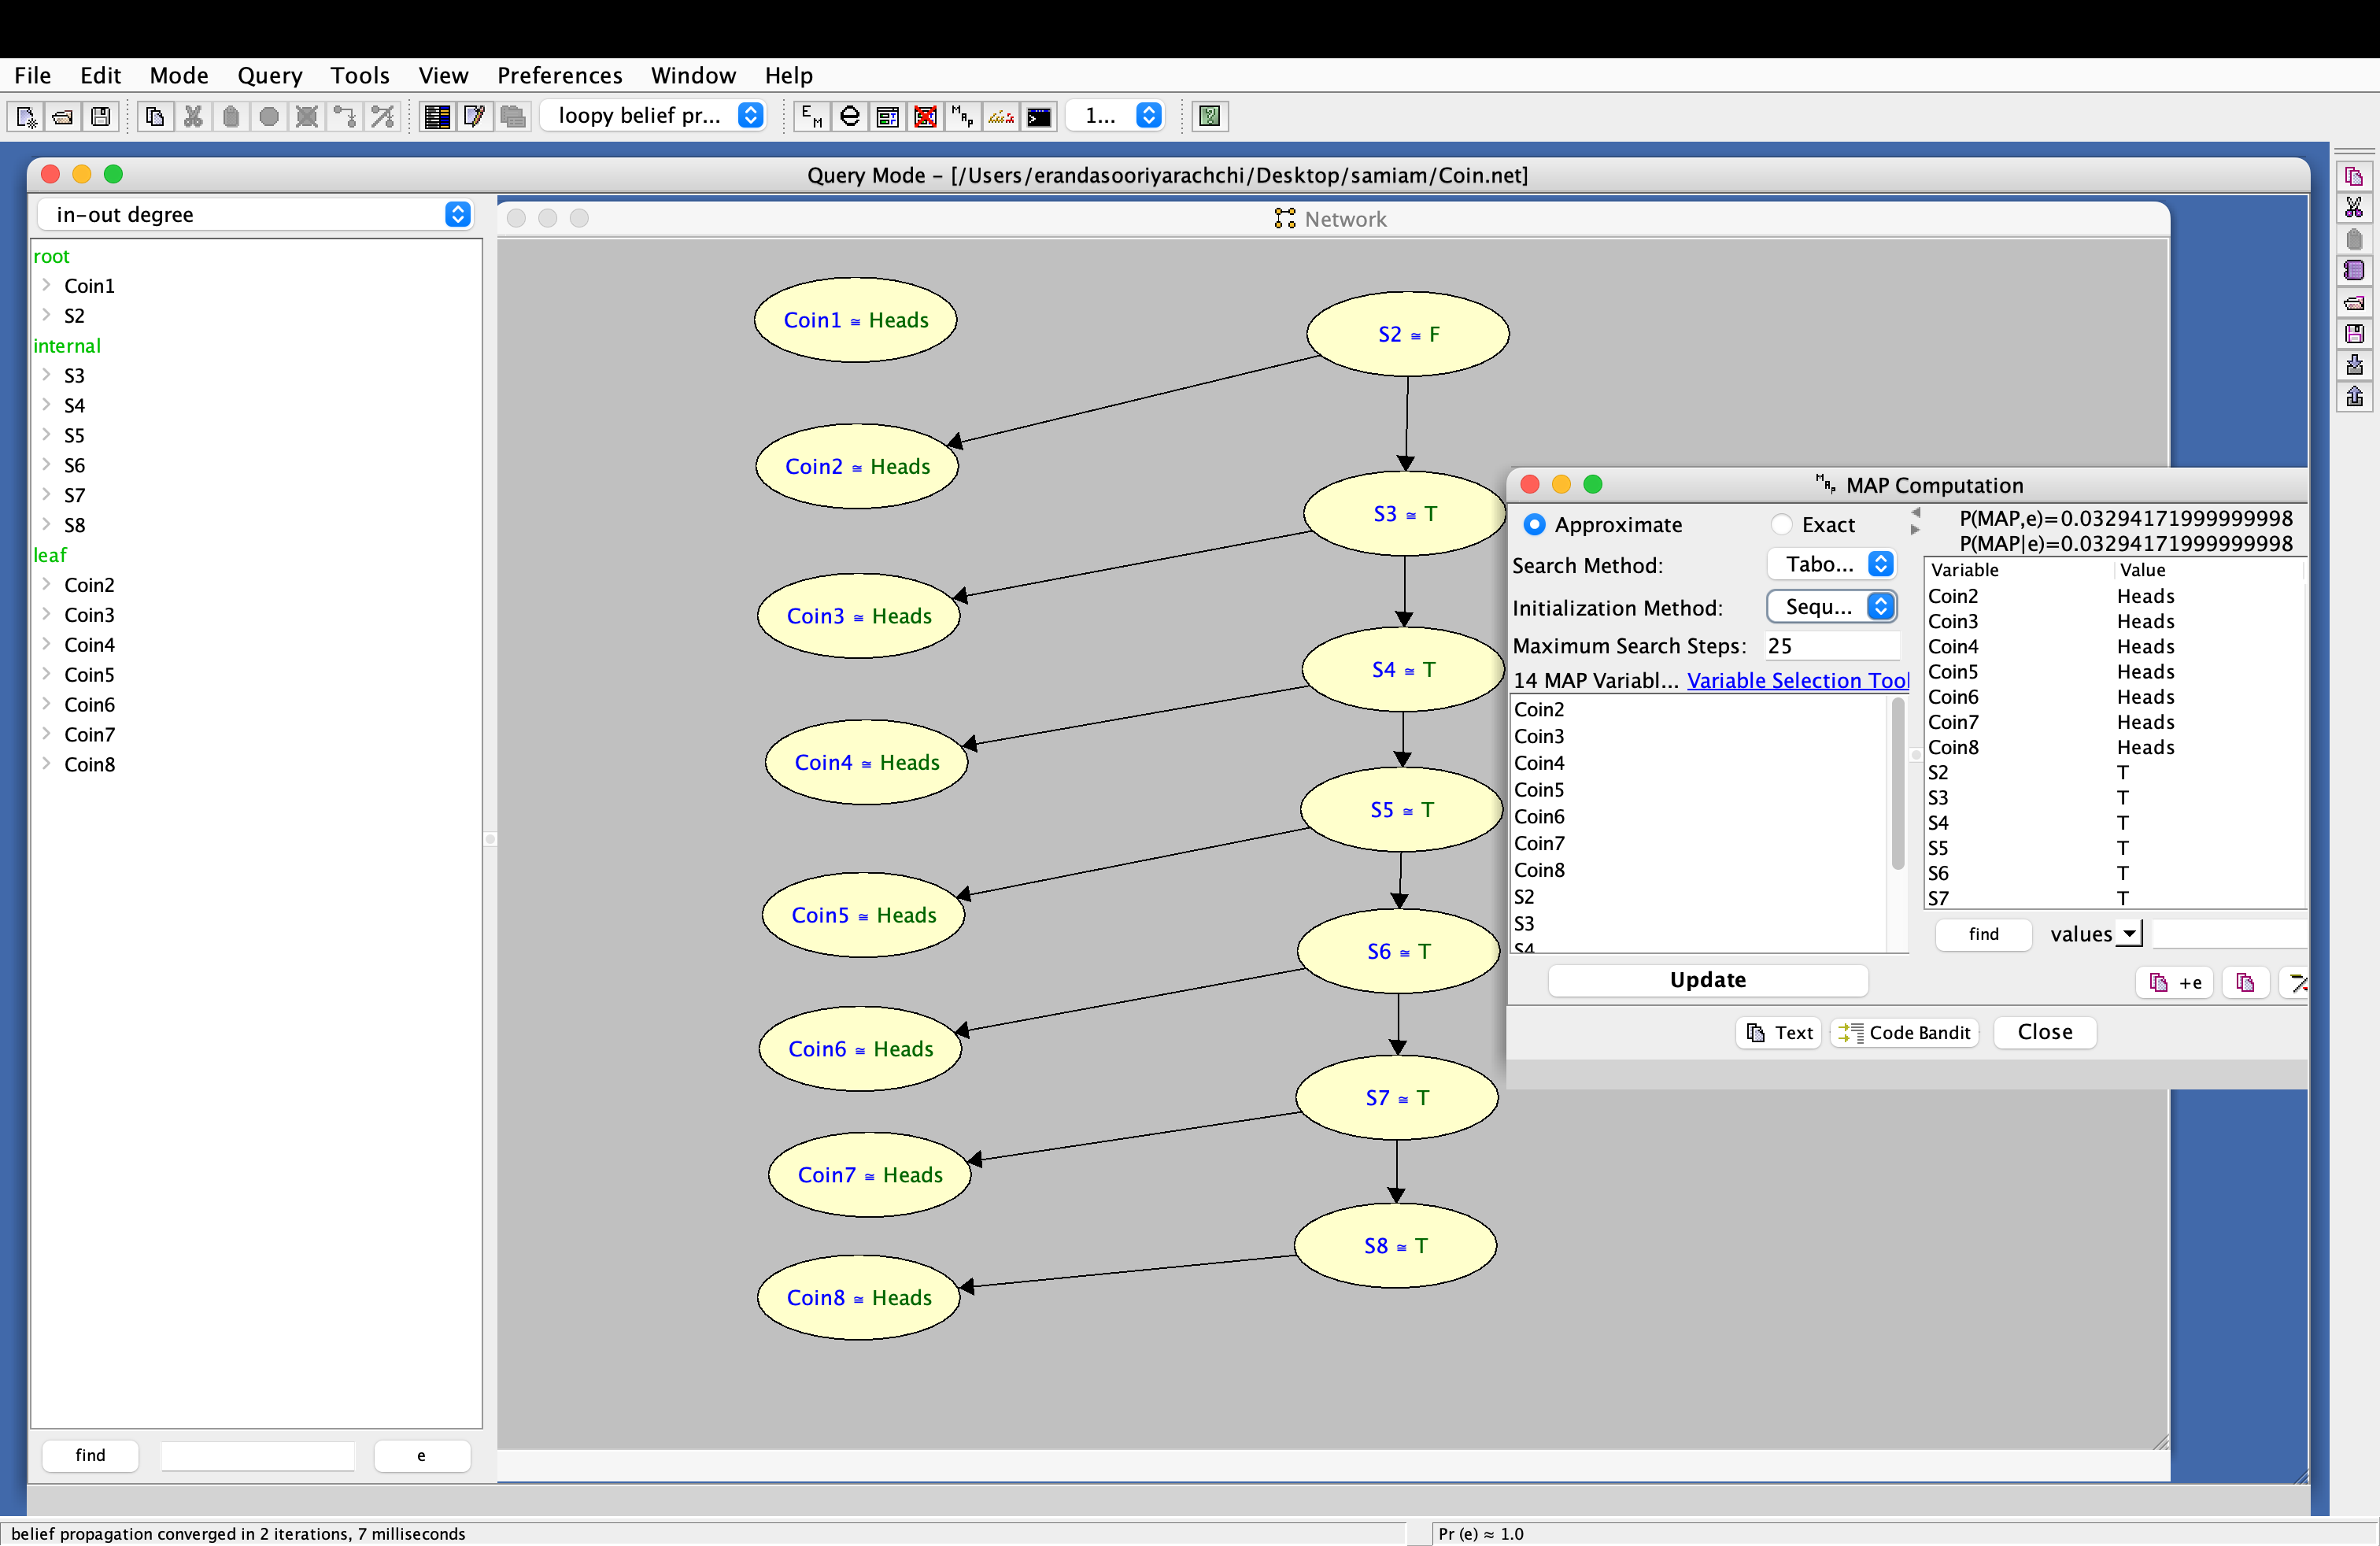 File Edit Mode Query Tools View Preferences Window Help
E M loopy belief pr... M A P 1...
Query Mode – [/Users/erandasooriyarachchi/Desktop/samiam/Coin.net]
in-out degree
root
Coin1
S2
internal
S3
S4
S5
S6
S7
S8
leaf
Coin2
Coin3
Coin4
Coin5
Coin6
Coin7
Coin8
find
e
Network
Coin1 ≅ Heads
S2 ≅ F
Coin2 ≅ Heads
S3 ≅ T
Coin3 ≅ Heads
S4 ≅ T
Coin4 ≅ Heads
S5 ≅ T
Coin5 ≅ Heads
S6 ≅ T
Coin6 ≅ Heads
S7 ≅ T
Coin7 ≅ Heads
S8 ≅ T
Coin8 ≅ Heads
MAP MAP Computation
Approximate Exact
Search Method: Tabo...
Initialization Method: Sequ...
Maximum Search Steps: 25
14 MAP Variabl... Variable Selection Tool
Coin2
Coin3
Coin4
Coin5
Coin6
Coin7
Coin8
S2
S3
S4
Update
P(MAP,e)=0.03294171999999998
P(MAP|e)=0.03294171999999998
Variable Value
Coin2 Heads
Coin3 Heads
Coin4 Heads
Coin5 Heads
Coin6 Heads
Coin7 Heads
Coin8 Heads
S2 T
S3 T
S4 T
S5 T
S6 T
S7 T
find values
+e
Text Code Bandit Close
belief propagation converged in 2 iterations, 7 milliseconds
Pr (e) ≈ 1.0